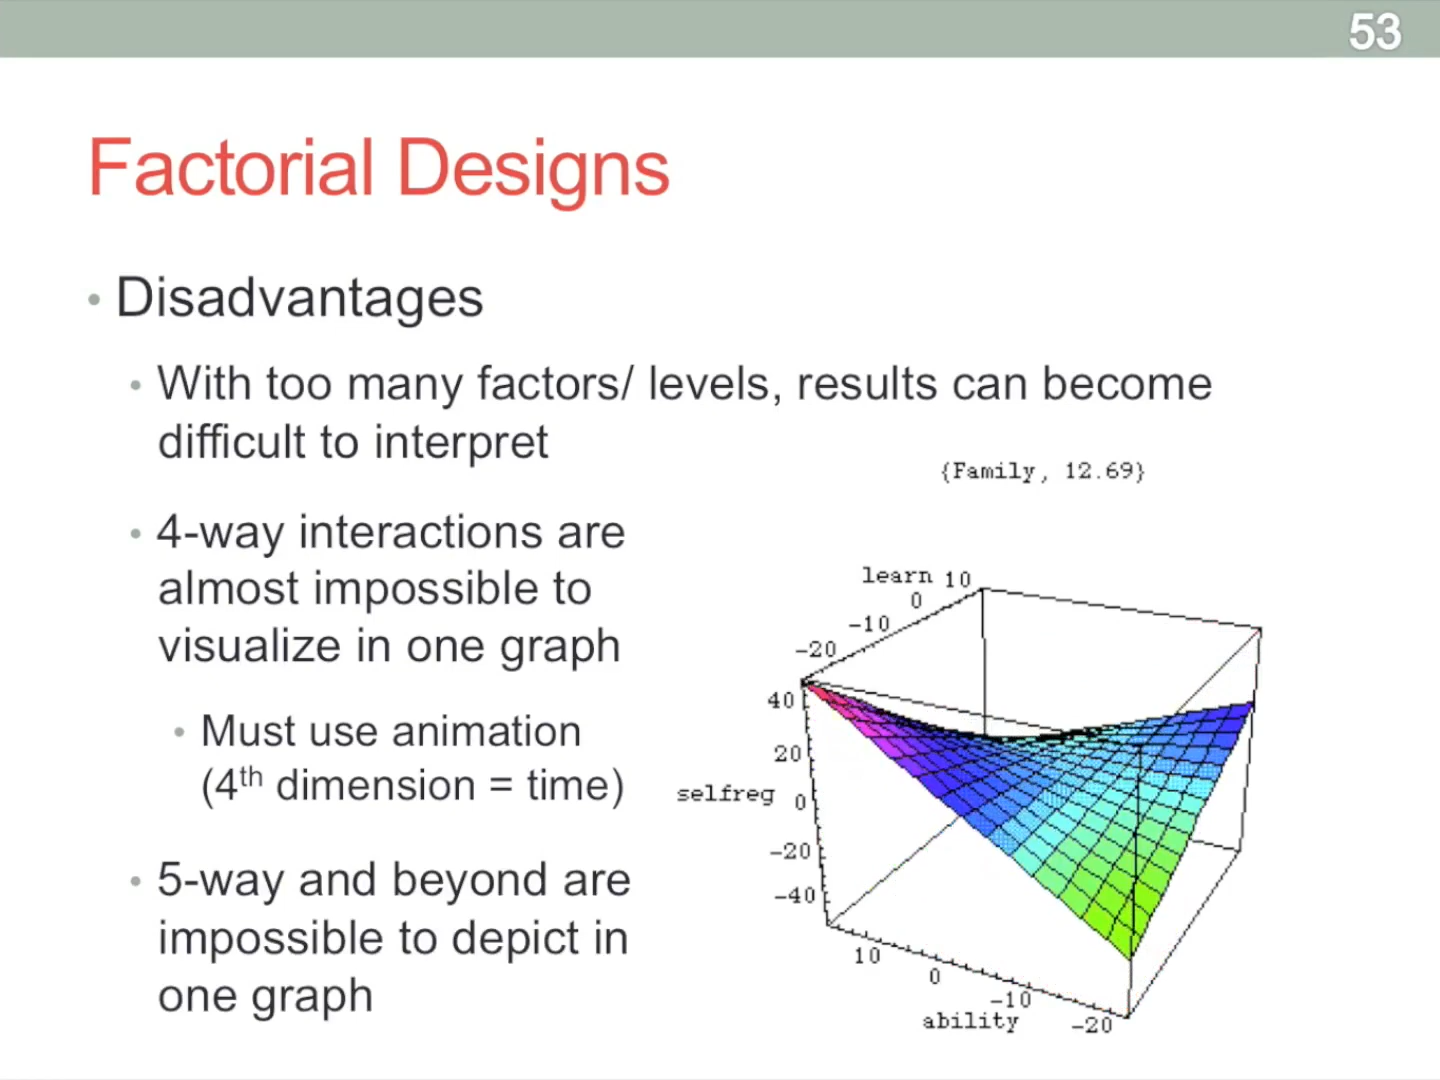 53
Factorial Designs
• Disadvantages
• With too many factors/ levels, results can become
difficult to interpret
{Family, 12.69}
• 4-way interactions are
almost impossible to
visualize in one graph
• Must use animation
(4th dimension = time)
• 5-way and beyond are
impossible to depict in
one graph
learn 10
0
-10
-20
40
20
selfreg 0
-20
-40
10
0
-10
ability -20